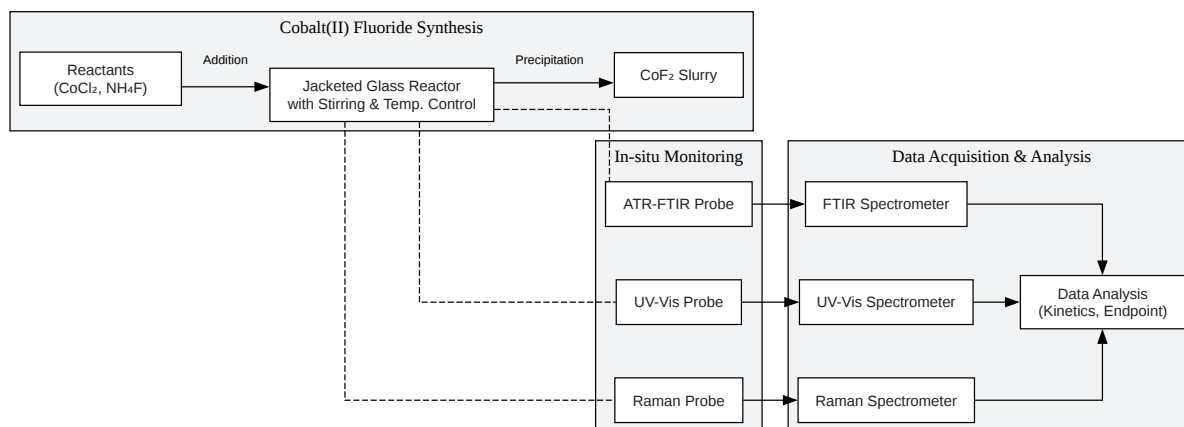 Cobalt(II) Fluoride Synthesis
Reactants
(CoCl₂, NH₄F)
Addition
Jacketed Glass Reactor
with Stirring & Temp. Control
Precipitation
CoF₂ Slurry
In-situ Monitoring
ATR-FTIR Probe
UV-Vis Probe
Raman Probe
Data Acquisition & Analysis
FTIR Spectrometer
UV-Vis Spectrometer
Raman Spectrometer
Data Analysis
(Kinetics, Endpoint)